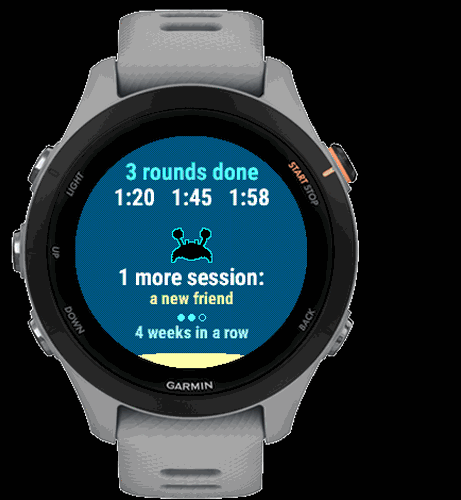 3 rounds done
1:20 1:45 1:58
1 more session:
a new friend
4 weeks in a row
LIGHT
START STOP
UP
DOWN
BACK
GARMIN